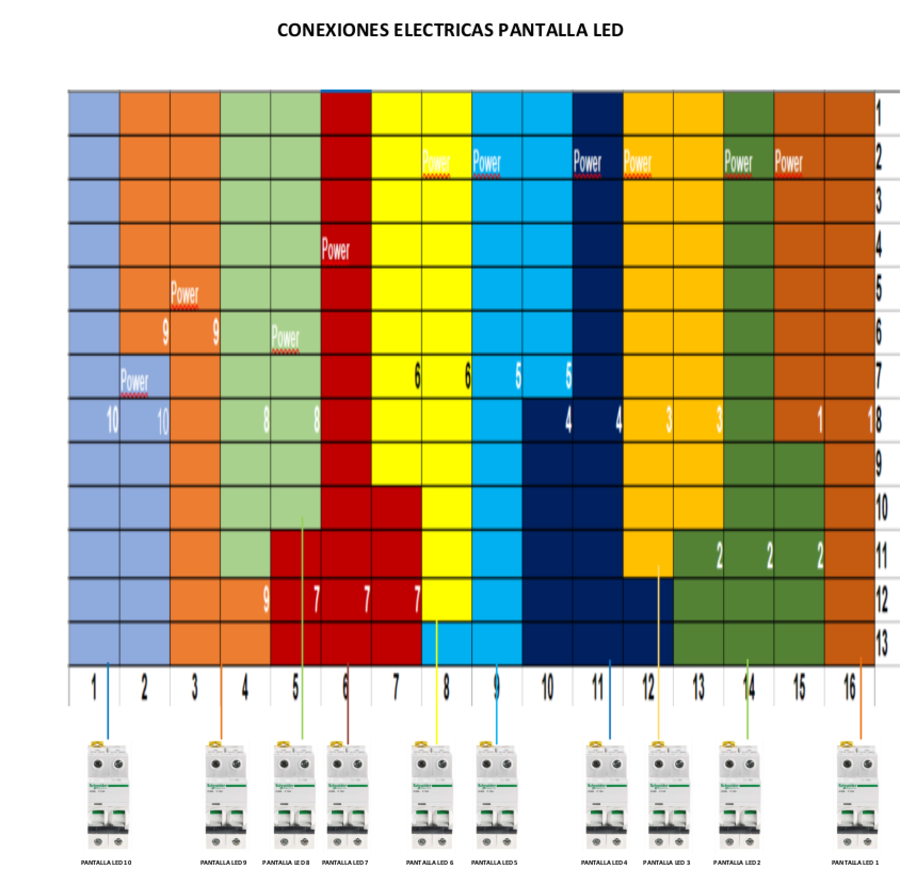 CONEXIONES ELECTRICAS PANTALLA LED
1
Power Power Power Power Power Power 2
3
Power 4
Power 5
9 9 Power 6
Power 6 6 5 5 7
10 10 8 8 4 4 3 3 1 1 8
9
10
2 2 2 11
9 7 7 7 12
13
1 2 3 4 5 6 7 8 9 10 11 12 13 14 15 16
PANTALLA LED 10 PANTALLA LED 9 PANTALLA LED 8 PANTALLA LED 7 PANTALLA LED 6 PANTALLA LED 5 PANTALLA LED 4 PANTALLA LED 3 PANTALLA LED 2 PANTALLA LED 1